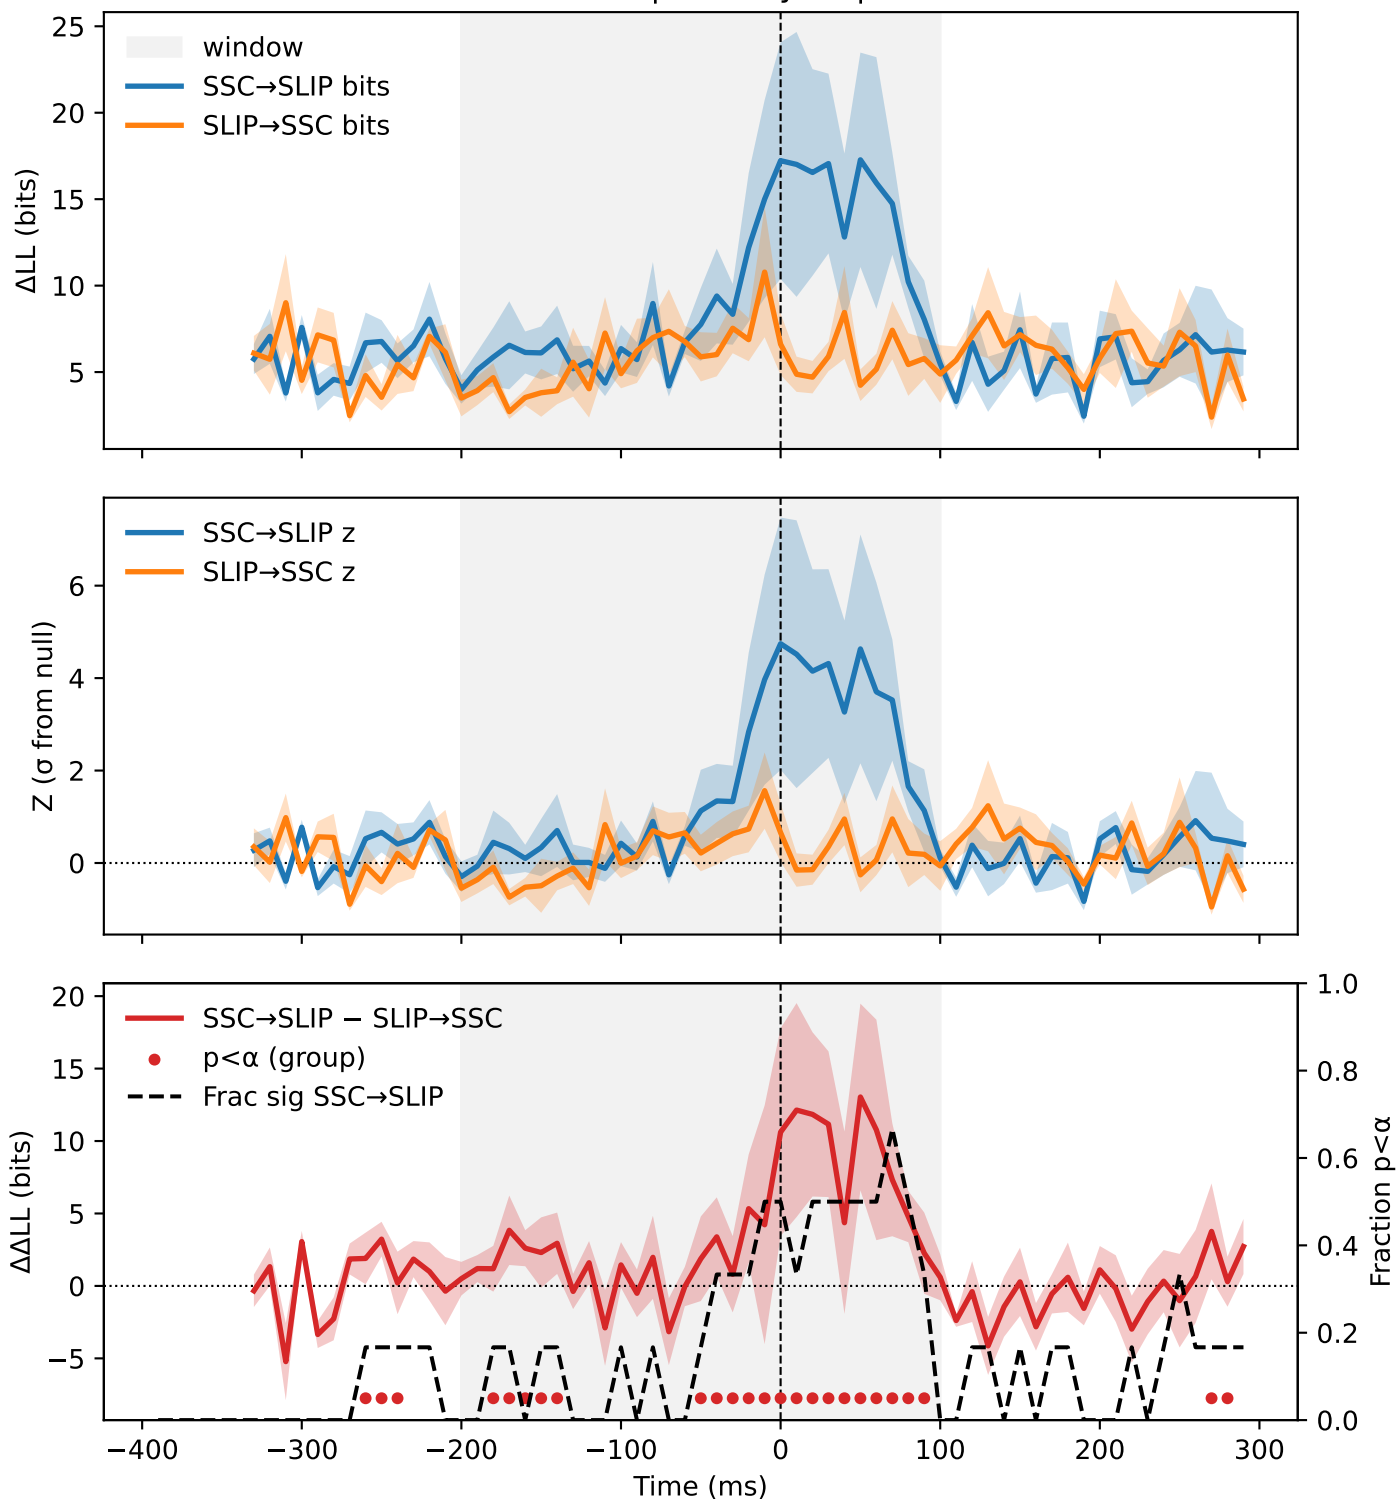 25
20
15
10
5
ΔLL (bits)
window
SSC→SLIP bits
SLIP→SSC bits
6
4
2
0
Z (σ from null)
SSC→SLIP z
SLIP→SSC z
20
15
10
5
0
−5
ΔΔLL (bits)
SSC→SLIP − SLIP→SSC
p<α (group)
Frac sig SSC→SLIP
1.0
0.8
0.6
0.4
0.2
0.0
Fraction p<α
−400 −300 −200 −100 0 100 200 300
Time (ms)